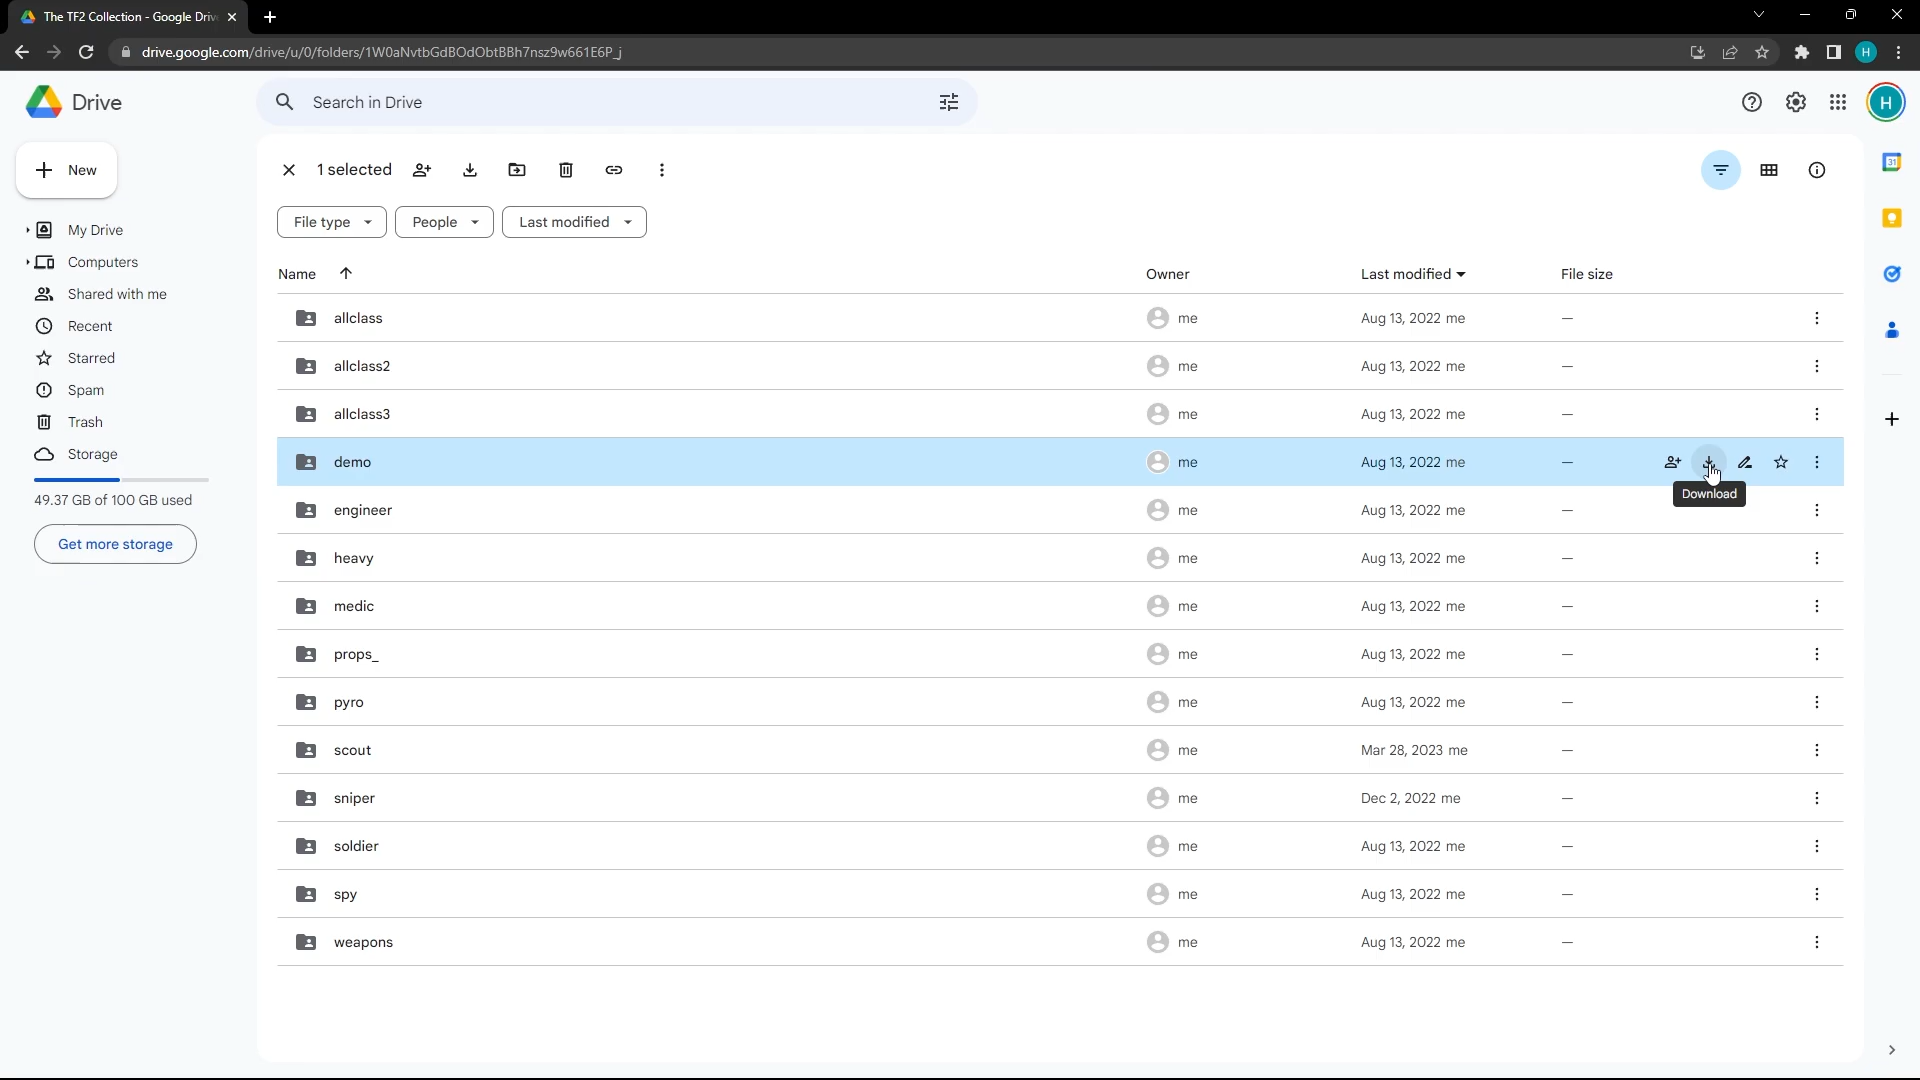 The TF2 Collection - Google Driv
drive.google.com/drive/u/0/folders/1W0aNvtbGdBOdObtBBh7nsz9w661E6P_j
H
Drive
Search in Drive
H
New
1 selected
31
File type People Last modified
My Drive
Computers
Shared with me
Recent
Starred
Spam
Trash
Storage
49.37 GB of 100 GB used
Get more storage
Name Owner Last modified File size
allclass me Aug 13, 2022 me —
allclass2 me Aug 13, 2022 me —
allclass3 me Aug 13, 2022 me —
demo me Aug 13, 2022 me —
Download
engineer me Aug 13, 2022 me —
heavy me Aug 13, 2022 me —
medic me Aug 13, 2022 me —
props_ me Aug 13, 2022 me —
pyro me Aug 13, 2022 me —
scout me Mar 28, 2023 me —
sniper me Dec 2, 2022 me —
soldier me Aug 13, 2022 me —
spy me Aug 13, 2022 me —
weapons me Aug 13, 2022 me —